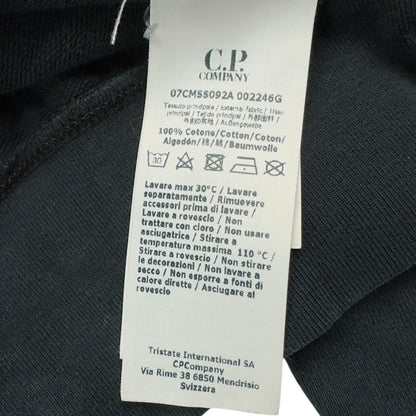 C.P.
COMPANY
07CMSS092A 002246G
Tessuto principale / External fabric / Tissu
principal / Tejido principal / 外部面料 /
外側の布地 / Außengewebe
100% Cotone/Cotton/Coton/
Algodón/棉/綿/Baumwolle
30
Lavare max 30°C / Lavare
separatamente / Rimuovere
accessori prima di lavare /
Lavare a rovescio / Non
trattare con cloro / Non usare
asciugatrice / Stirare a
temperatura massima 110 °C /
Stirare a rovescio / Non stirare
le decorazioni / Non lavare a
secco / Non esporre a fonti di
calore dirette / Asciugare al
rovescio
Tristate International SA
CPCompany
Via Rime 38 6850 Mendrisio
Svizzera